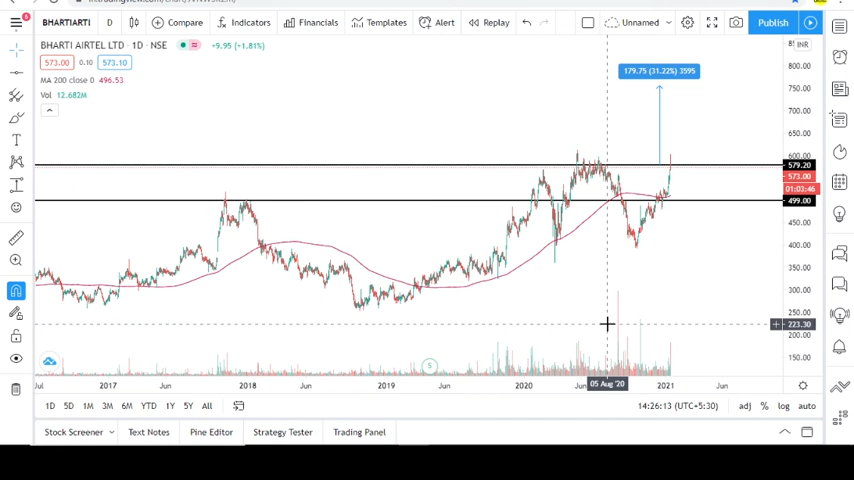 BHARTIARTI D Compare Indicators Financials Templates Alert Replay Unnamed Publish
BHARTI AIRTEL LTD · 1D · NSE +9.95 (+1.81%)
573.00 0.10 573.10
MA 200 close 0 496.53
Vol 12.682M
179.75 (31.22%) 3595
INR
800.00
750.00
700.00
650.00
600.00
579.20
573.00
01:03:46
499.00
450.00
400.00
350.00
300.00
223.30
200.00
150.00
S
Jul 2017 Jun 2018 Jun 2019 Jun 2020 05 Aug '20 2021 Jun
1D 5D 1M 3M 6M YTD 1Y 5Y All 14:26:13 (UTC+5:30) adj % log auto
Stock Screener Text Notes Pine Editor Strategy Tester Trading Panel